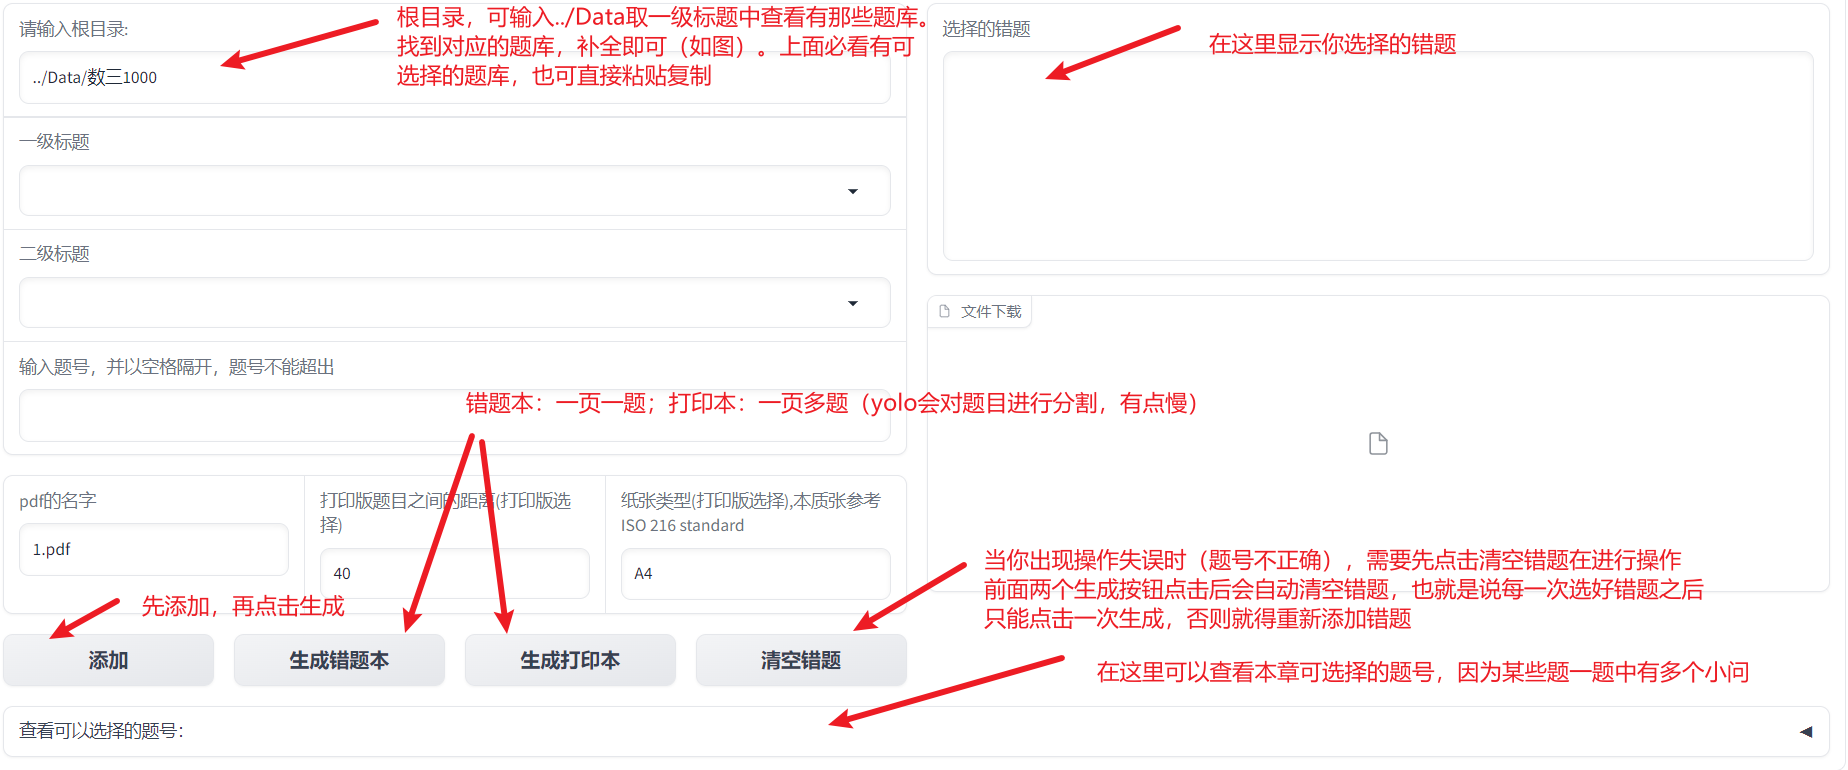 请输入根目录:
../Data/数三1000
根目录，可输入../Data取一级标题中查看有那些题库。
找到对应的题库，补全即可（如图）。上面必看有可
选择的题库，也可直接粘贴复制
一级标题
二级标题
输入题号，并以空格隔开，题号不能超出
错题本：一页一题；打印本：一页多题（yolo会对题目进行分割，有点慢）
pdf的名字
1.pdf
打印版题目之间的距离(打印版选
择)
40
纸张类型(打印版选择),本质张参考
ISO 216 standard
A4
先添加，再点击生成
添加
生成错题本
生成打印本
清空错题
查看可以选择的题号：
选择的错题
在这里显示你选择的错题
文件下载
当你出现操作失误时（题号不正确），需要先点击清空错题在进行操作
前面两个生成按钮点击后会自动清空错题，也就是说每一次选好错题之后
只能点击一次生成，否则就得重新添加错题
在这里可以查看本章可选择的题号，因为某些题一题中有多个小问